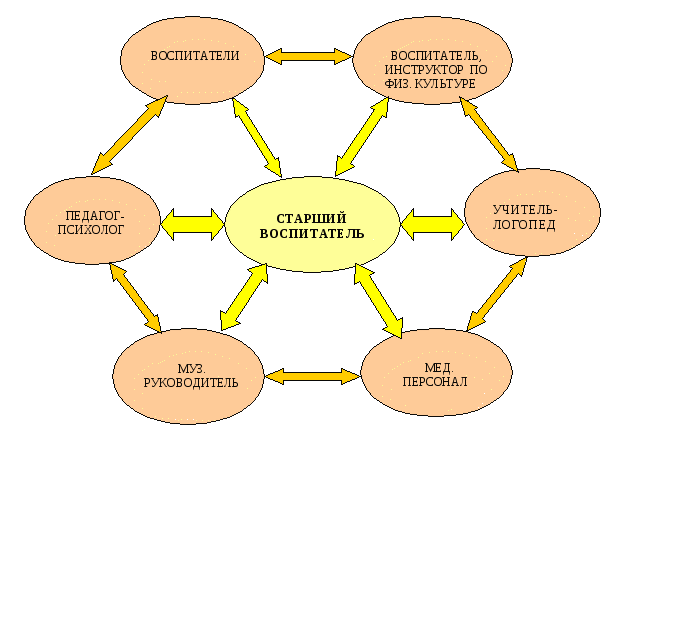 ВОСПИТАТЕЛИ
ВОСПИТАТЕЛЬ,
ИНСТРУКТОР ПО
ФИЗ. КУЛЬТУРЕ
ПЕДАГОГ-
ПСИХОЛОГ
СТАРШИЙ
ВОСПИТАТЕЛЬ
УЧИТЕЛЬ-
ЛОГОПЕД
МУЗ.
РУКОВОДИТЕЛЬ
МЕД.
ПЕРСОНАЛ